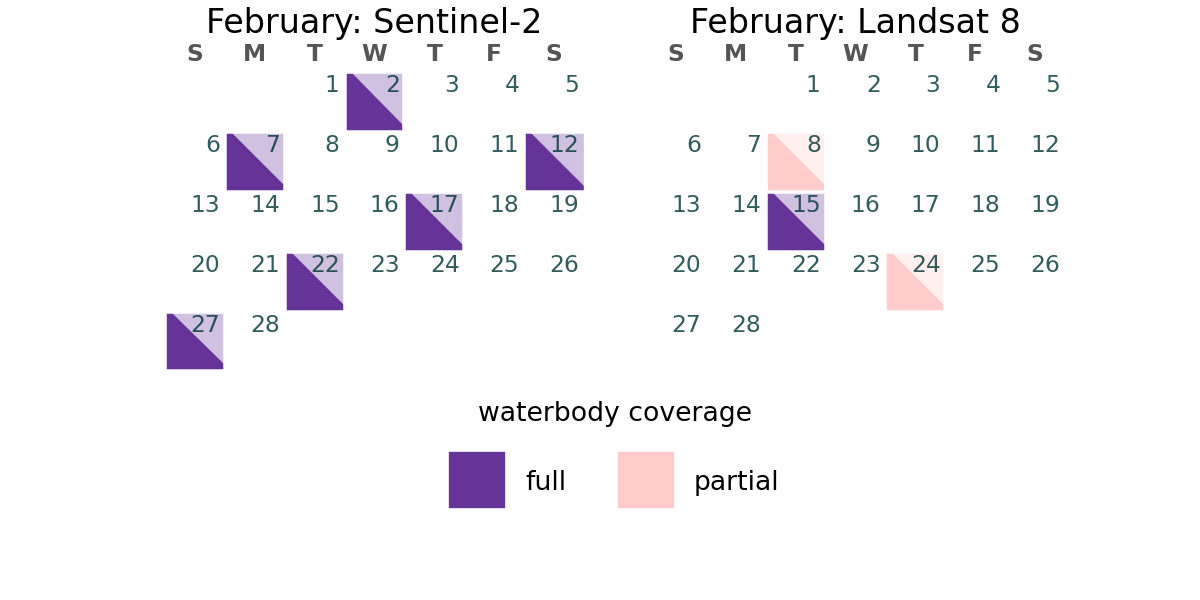 February: Sentinel-2
S M T W T F S
1 2 3 4 5
6 7 8 9 10 11 12
13 14 15 16 17 18 19
20 21 22 23 24 25 26
27 28
February: Landsat 8
S M T W T F S
1 2 3 4 5
6 7 8 9 10 11 12
13 14 15 16 17 18 19
20 21 22 23 24 25 26
27 28
waterbody coverage
full
partial